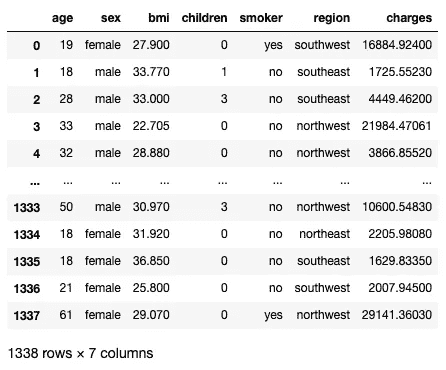 age sex bmi children smoker region charges
0 19 female 27.900 0 yes southwest 16884.92400
1 18 male 33.770 1 no southeast 1725.55230
2 28 male 33.000 3 no southeast 4449.46200
3 33 male 22.705 0 no northwest 21984.47061
4 32 male 28.880 0 no northwest 3866.85520
... ... ... ... ... ... ... ...
1333 50 male 30.970 3 no northwest 10600.54830
1334 18 female 31.920 0 no northeast 2205.98080
1335 18 female 36.850 0 no southeast 1629.83350
1336 21 female 25.800 0 no southwest 2007.94500
1337 61 female 29.070 0 yes northwest 29141.36030
1338 rows × 7 columns